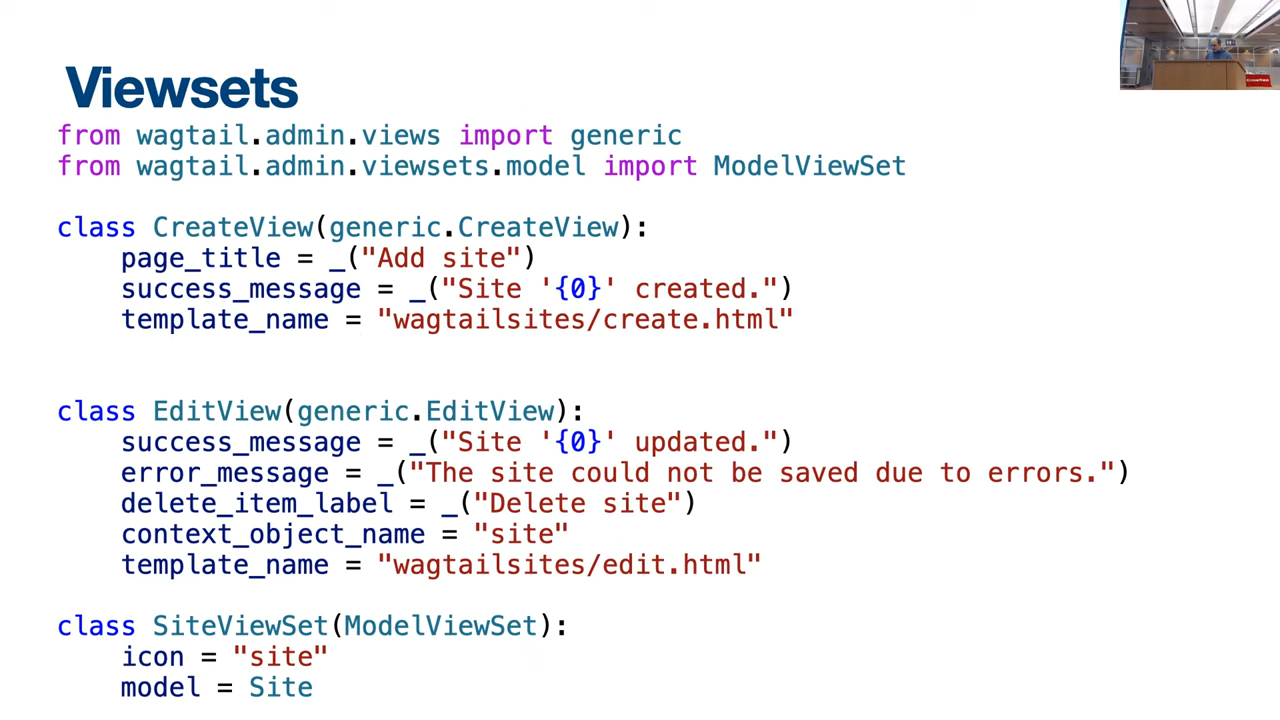 Viewsets
from wagtail.admin.views import generic
from wagtail.admin.viewsets.model import ModelViewSet
class CreateView(generic.CreateView):
    page_title = _("Add site")
    success_message = _("Site '{0}' created.")
    template_name = "wagtailsites/create.html"
class EditView(generic.EditView):
    success_message = _("Site '{0}' updated.")
    error_message = _("The site could not be saved due to errors.")
    delete_item_label = _("Delete site")
    context_object_name = "site"
    template_name = "wagtailsites/edit.html"
class SiteViewSet(ModelViewSet):
    icon = "site"
    model = Site